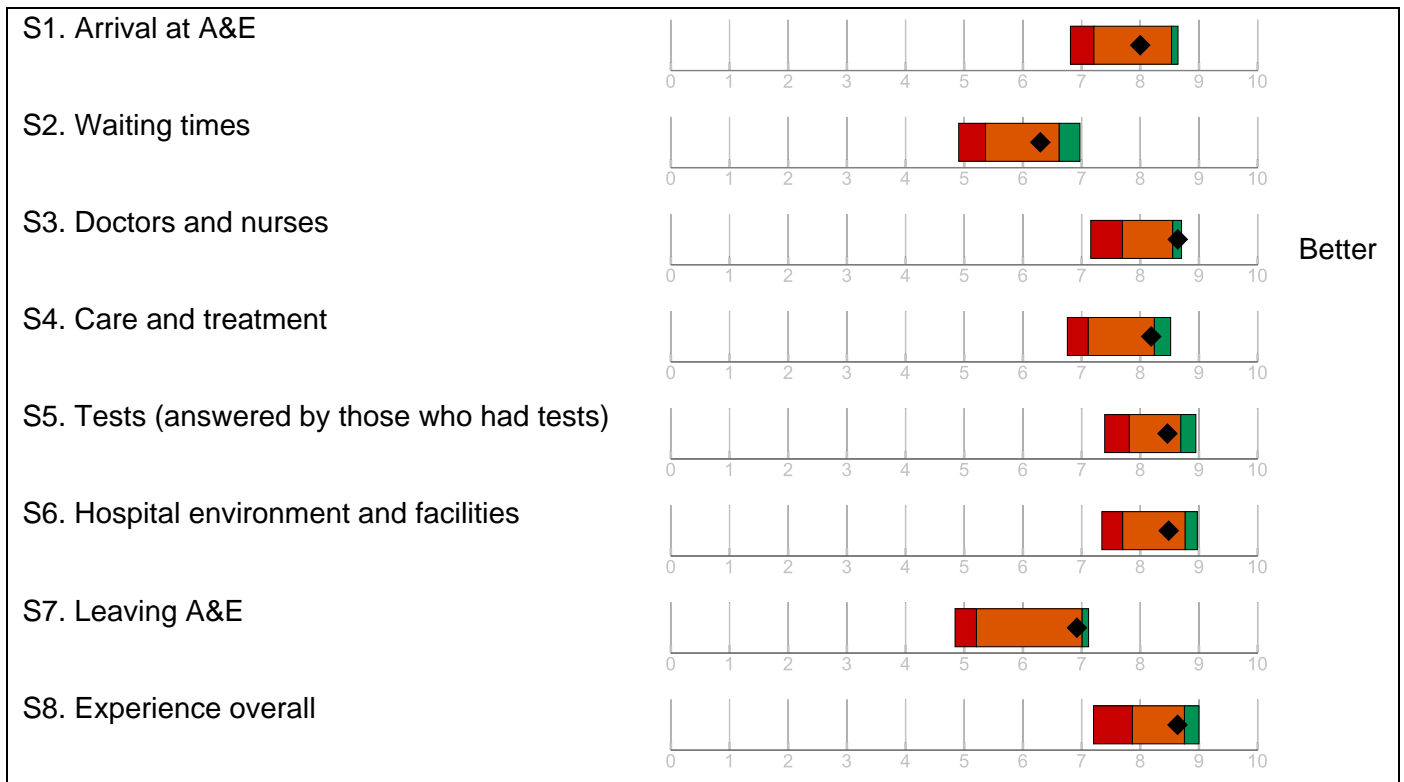 S1. Arrival at A&E
0 1 2 3 4 5 6 7 8 9 10
S2. Waiting times
0 1 2 3 4 5 6 7 8 9 10
S3. Doctors and nurses
Better
0 1 2 3 4 5 6 7 8 9 10
S4. Care and treatment
0 1 2 3 4 5 6 7 8 9 10
S5. Tests (answered by those who had tests)
0 1 2 3 4 5 6 7 8 9 10
S6. Hospital environment and facilities
0 1 2 3 4 5 6 7 8 9 10
S7. Leaving A&E
0 1 2 3 4 5 6 7 8 9 10
S8. Experience overall
0 1 2 3 4 5 6 7 8 9 10